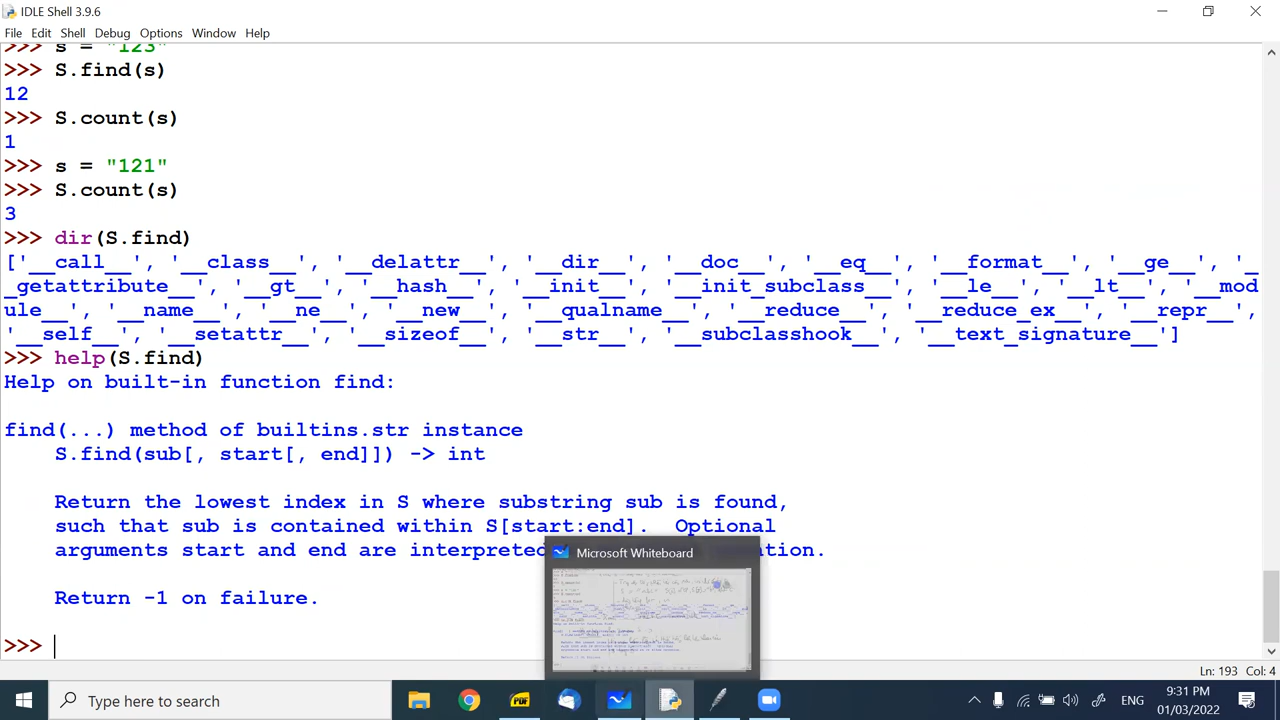 IDLE Shell 3.9.6
File Edit Shell Debug Options Window Help
>>> s = "123"
>>> S.find(s)
12
>>> S.count(s)
1
>>> s = "121"
>>> S.count(s)
3
>>> dir(S.find)
['__call__', '__class__', '__delattr__', '__dir__', '__doc__', '__eq__', '__format__', '__ge__', '_
_getattribute__', '__gt__', '__hash__', '__init__', '__init_subclass__', '__le__', '__lt__', '__mod
ule__', '__name__', '__ne__', '__new__', '__qualname__', '__reduce__', '__reduce_ex__', '__repr__',
'__self__', '__setattr__', '__sizeof__', '__str__', '__subclasshook__', '__text_signature__']
>>> help(S.find)
Help on built-in function find:
find(...) method of builtins.str instance
S.find(sub[, start[, end]]) -> int
Return the lowest index in S where substring sub is found,
such that sub is contained within S[start:end].  Optional
arguments start and end are interpreted
Microsoft Whiteboard
Return -1 on failure.
>>>
Ln: 193 Col: 4
Type here to search
PDF
ENG
9:31 PM
01/03/2022